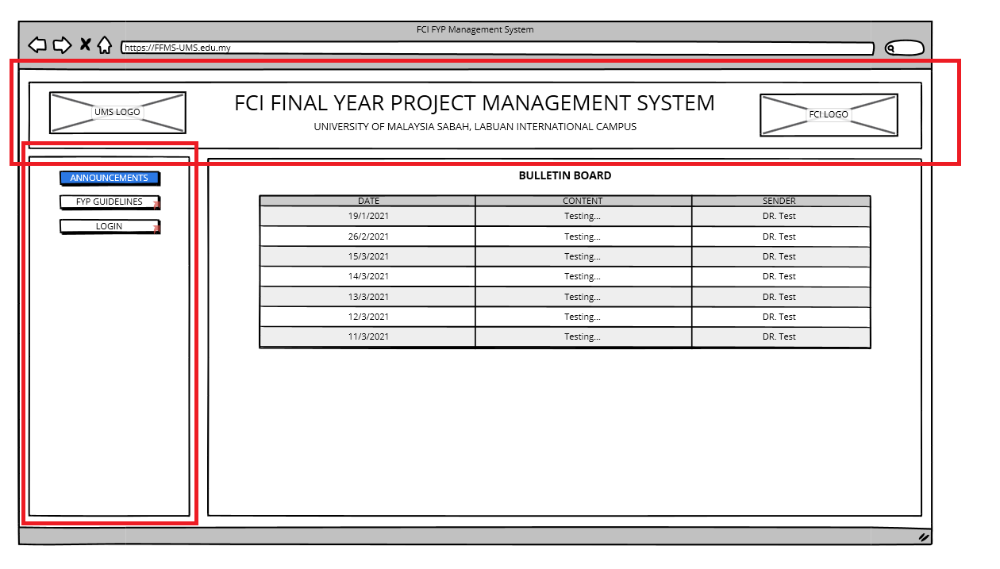 FCI FYP Management System
https://FFMS-UMS.edu.my
UMS LOGO
FCI FINAL YEAR PROJECT MANAGEMENT SYSTEM
UNIVERSITY OF MALAYSIA SABAH, LABUAN INTERNATIONAL CAMPUS
FCI LOGO
ANNOUNCEMENTS
FYP GUIDELINES
LOGIN
BULLETIN BOARD
DATE CONTENT SENDER
19/1/2021 Testing... DR. Test
26/2/2021 Testing... DR. Test
15/3/2021 Testing... DR. Test
14/3/2021 Testing... DR. Test
13/3/2021 Testing... DR. Test
12/3/2021 Testing... DR. Test
11/3/2021 Testing... DR. Test